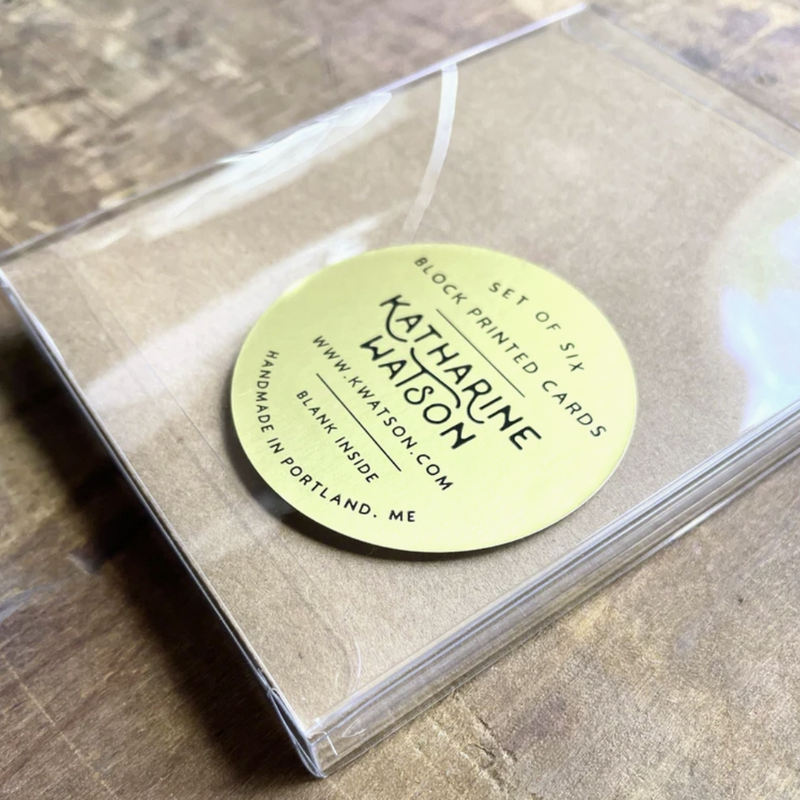 SET OF SIX
BLOCK PRINTED CARDS
KATHARINE
WATSON
WWW.KWATSON.COM
BLANK INSIDE
HANDMADE IN PORTLAND. ME